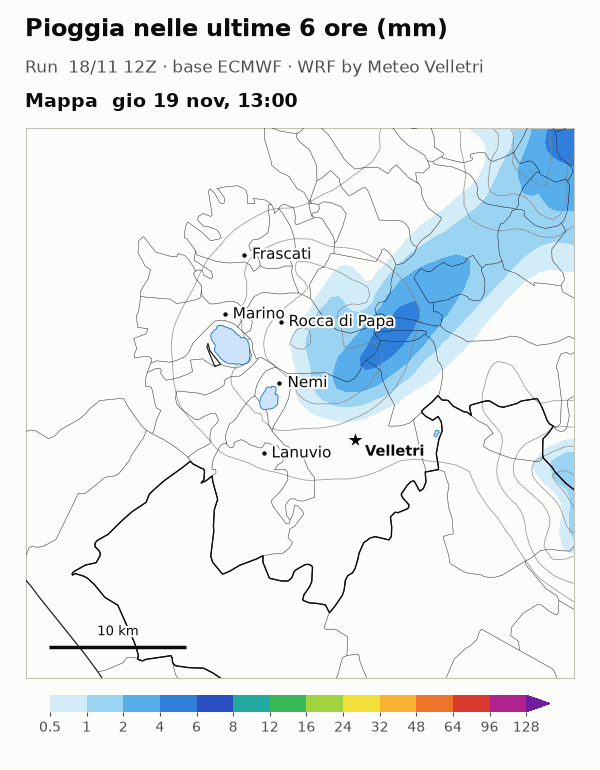 Pioggia nelle ultime 6 ore (mm)
Run  18/11 12Z · base ECMWF · WRF by Meteo Velletri
Mappa  gio 19 nov, 13:00
Frascati
Marino
Rocca di Papa
Nemi
Velletri
Lanuvio
10 km
0.5 1 2 4 6 8 12 16 24 32 48 64 96 128